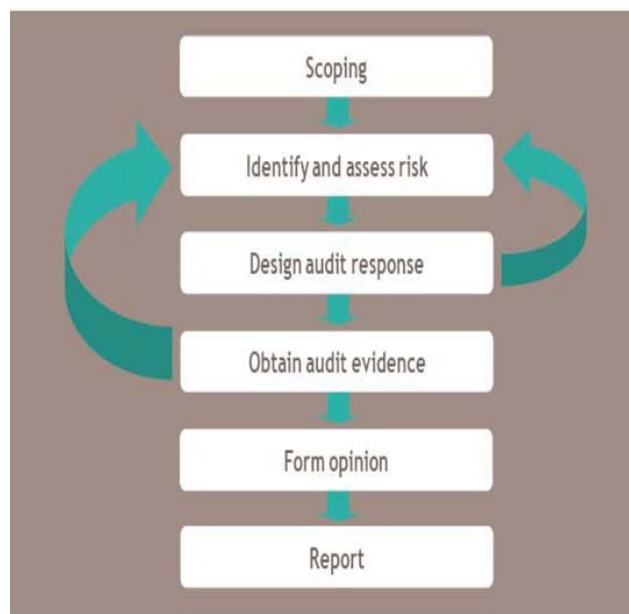 Scoping
Identify and assess risk
Design audit response
Obtain audit evidence
Form opinion
Report